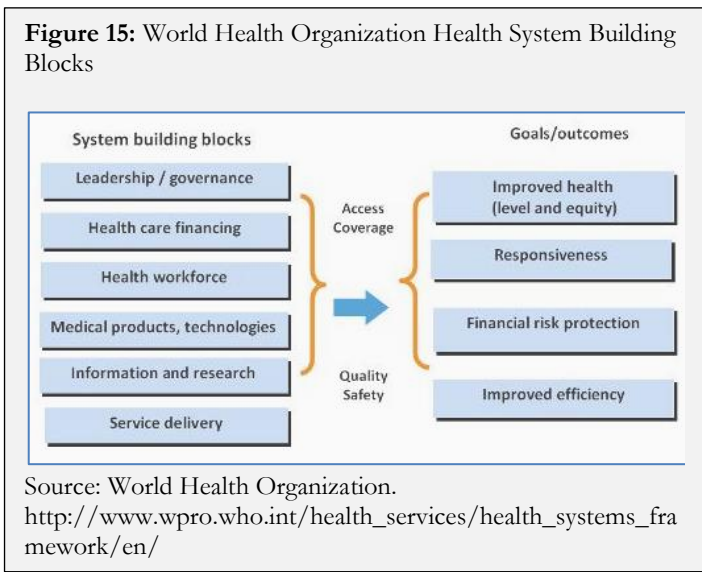 Figure 15: World Health Organization Health System Building
Blocks
System building blocks
Leadership / governance
Health care financing
Health workforce
Medical products, technologies
Information and research
Service delivery
Access
Coverage
Quality
Safety
Goals/outcomes
Improved health
(level and equity)
Responsiveness
Financial risk protection
Improved efficiency
Source: World Health Organization.
http://www.wpro.who.int/health_services/health_systems_fra
mework/en/